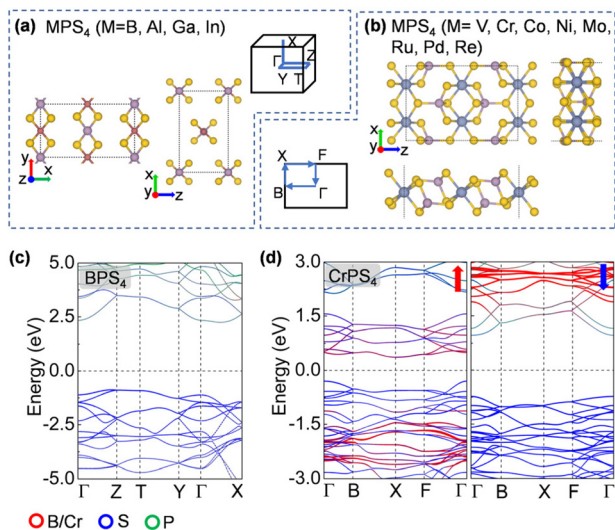 (a) MPS₄ (M=B, Al, Ga, In)
X
Z
Γ
Y T
y
z x
x
y z
(b) MPS₄ (M= V, Cr, Co, Ni, Mo,
Ru, Pd, Re)
x
z y
X F
B Γ
x
y z
(c)
BPS₄
Energy (eV)
5.0
2.5
0.0
-2.5
-5.0
Γ Z T Y Γ X
(d)
CrPS₄
Energy (eV)
3.0
1.5
0.0
-1.5
-3.0
Γ B X F Γ
Γ B X F Γ
B/Cr S P